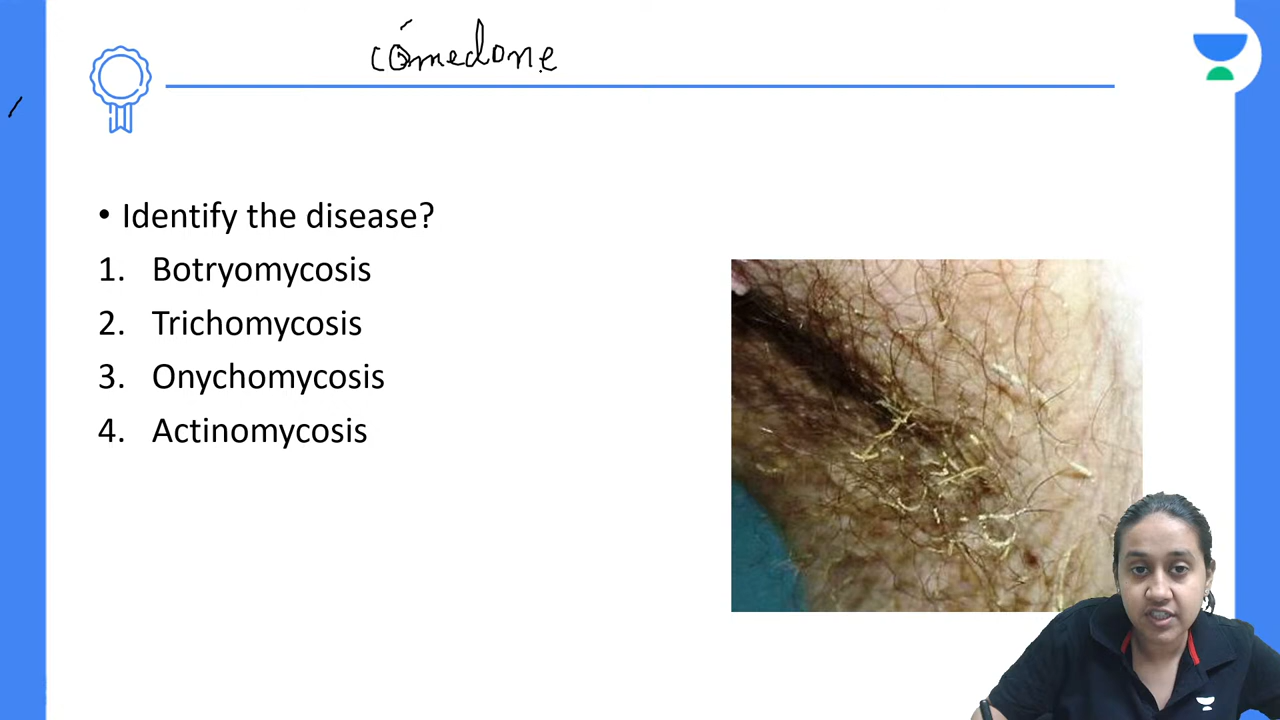 comedone
• Identify the disease?
1. Botryomycosis
2. Trichomycosis
3. Onychomycosis
4. Actinomycosis